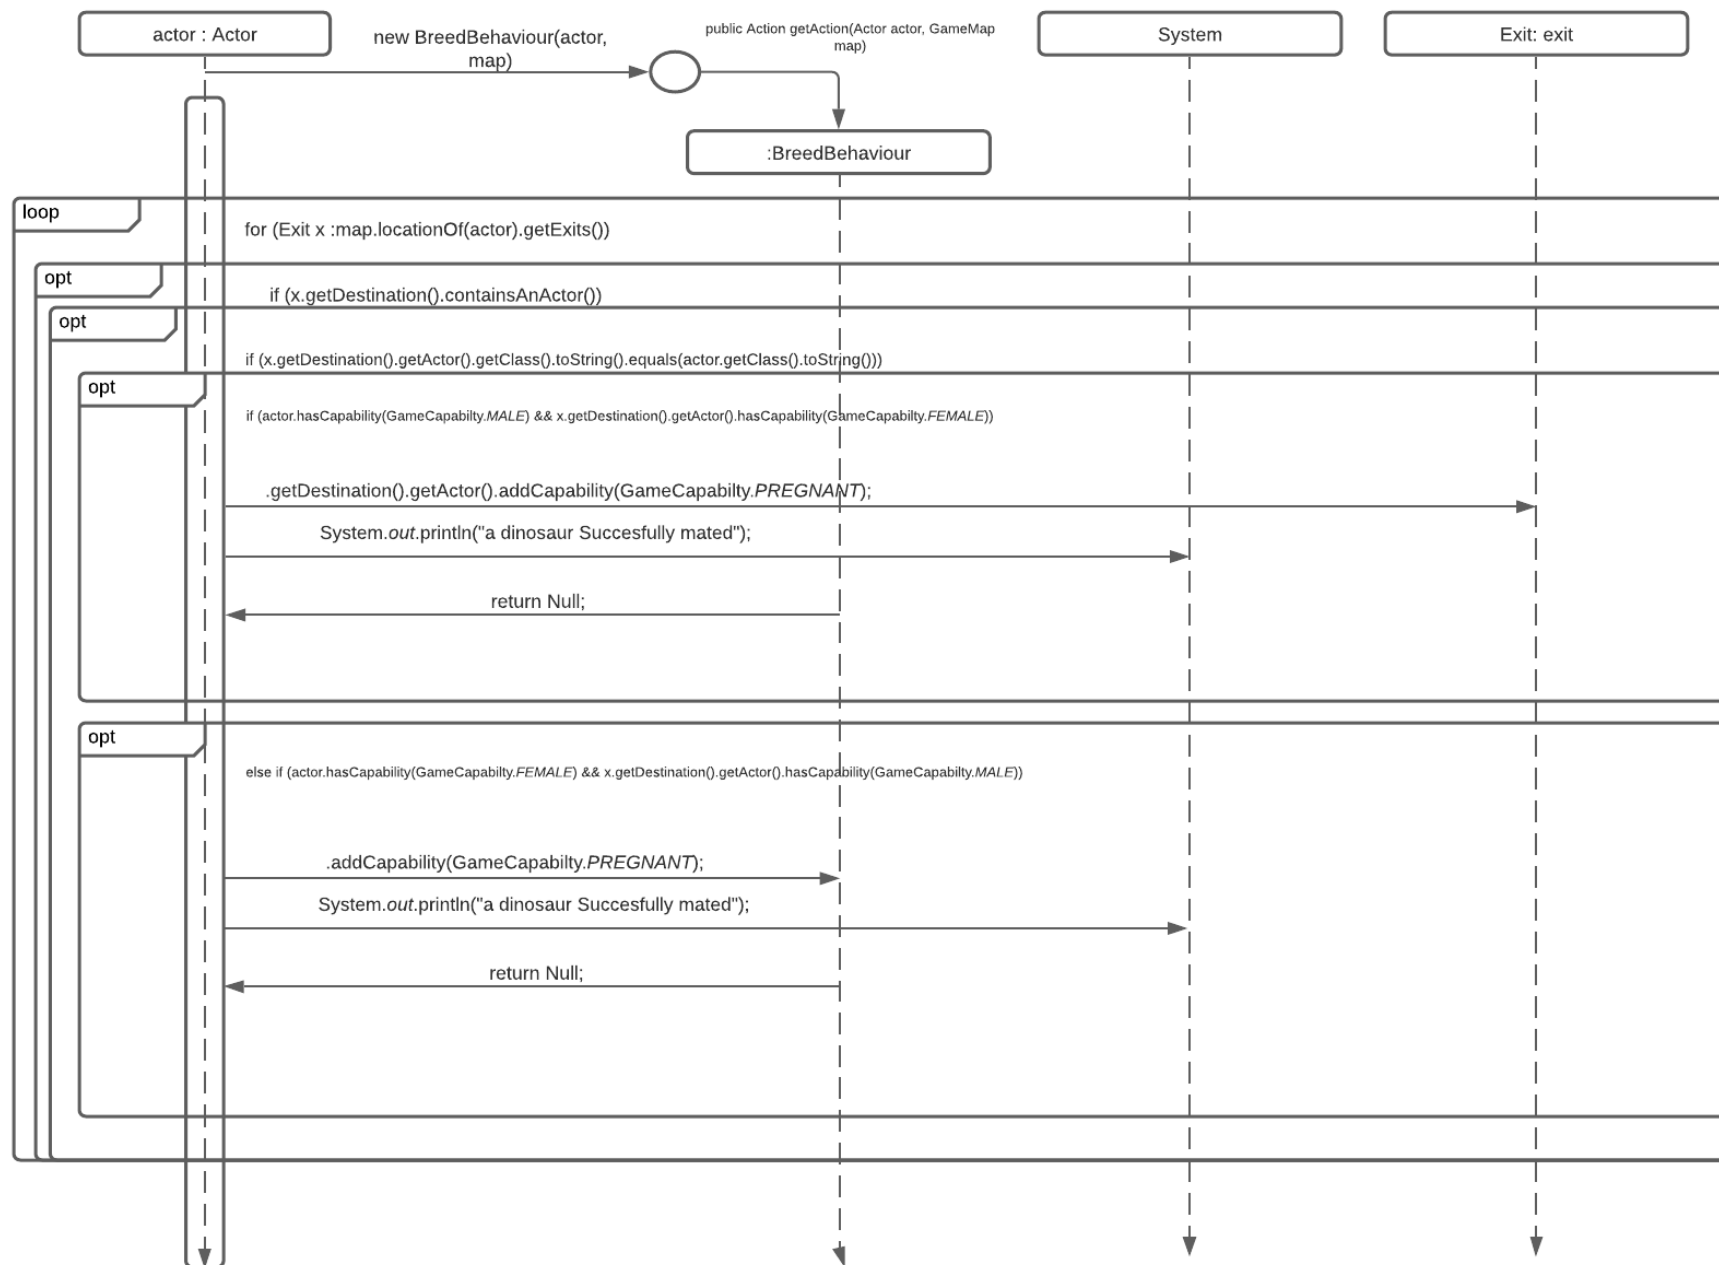 actor : Actor
new BreedBehaviour(actor,
map)
public Action getAction(Actor actor, GameMap
map)
System
Exit: exit
:BreedBehaviour
loop
for (Exit x :map.locationOf(actor).getExits())
opt
if (x.getDestination().containsAnActor())
opt
if (x.getDestination().getActor().getClass().toString().equals(actor.getClass().toString()))
opt
if (actor.hasCapability(GameCapabilty.MALE) && x.getDestination().getActor().hasCapability(GameCapabilty.FEMALE))
.getDestination().getActor().addCapability(GameCapabilty.PREGNANT);
System.out.println("a dinosaur Succesfully mated");
return Null;
opt
else if (actor.hasCapability(GameCapabilty.FEMALE) && x.getDestination().getActor().hasCapability(GameCapabilty.MALE))
.addCapability(GameCapabilty.PREGNANT);
System.out.println("a dinosaur Succesfully mated");
return Null;